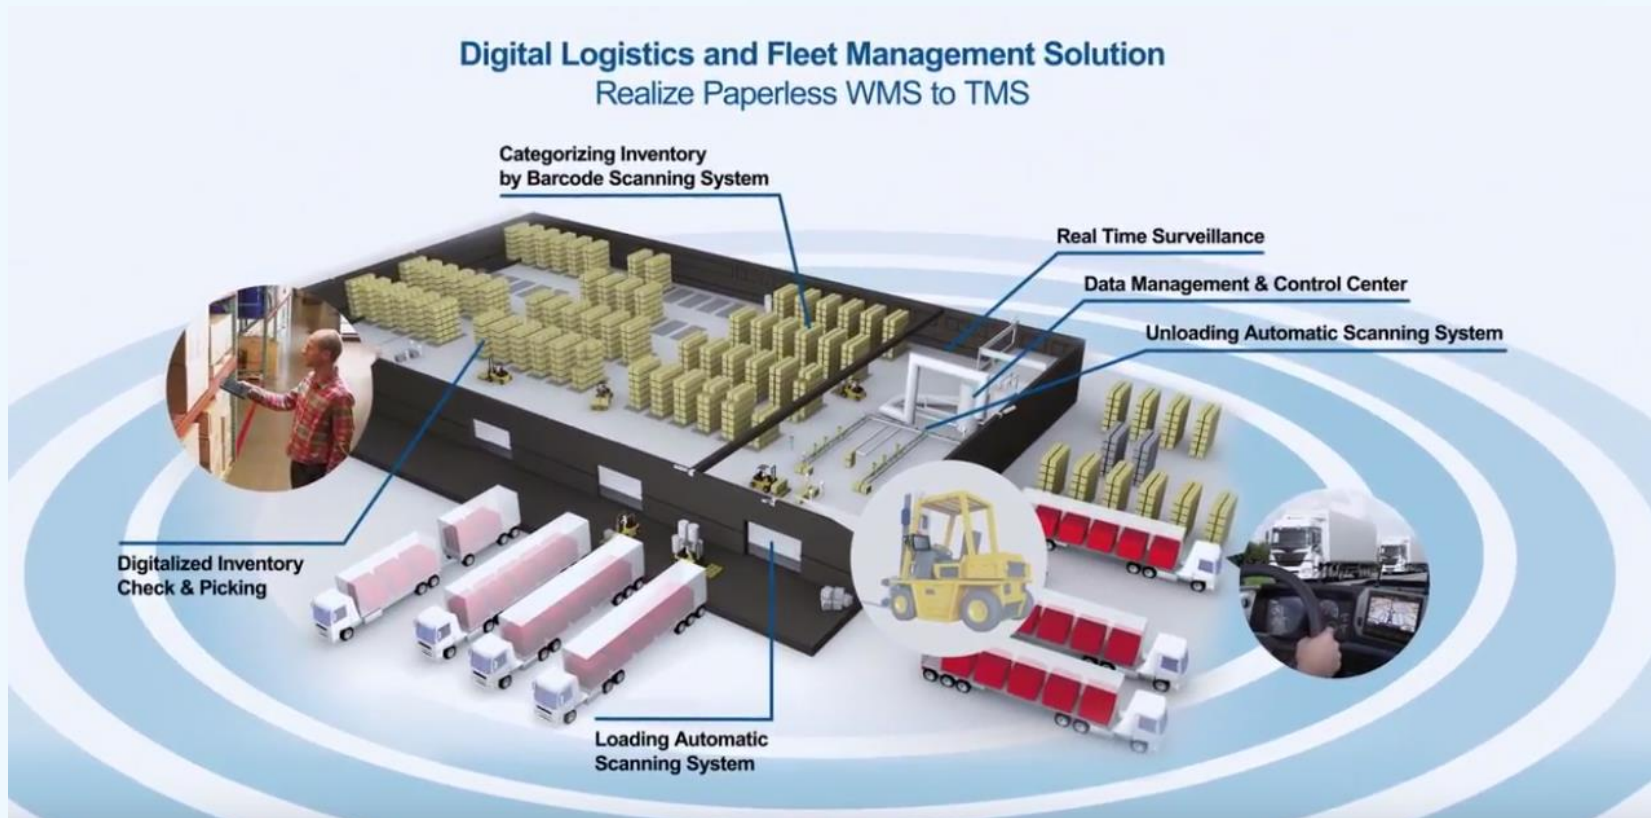 Digital Logistics and Fleet Management Solution
Realize Paperless WMS to TMS
Categorizing Inventory
by Barcode Scanning System
Real Time Surveillance
Data Management & Control Center
Unloading Automatic Scanning System
Digitalized Inventory
Check & Picking
Loading Automatic
Scanning System